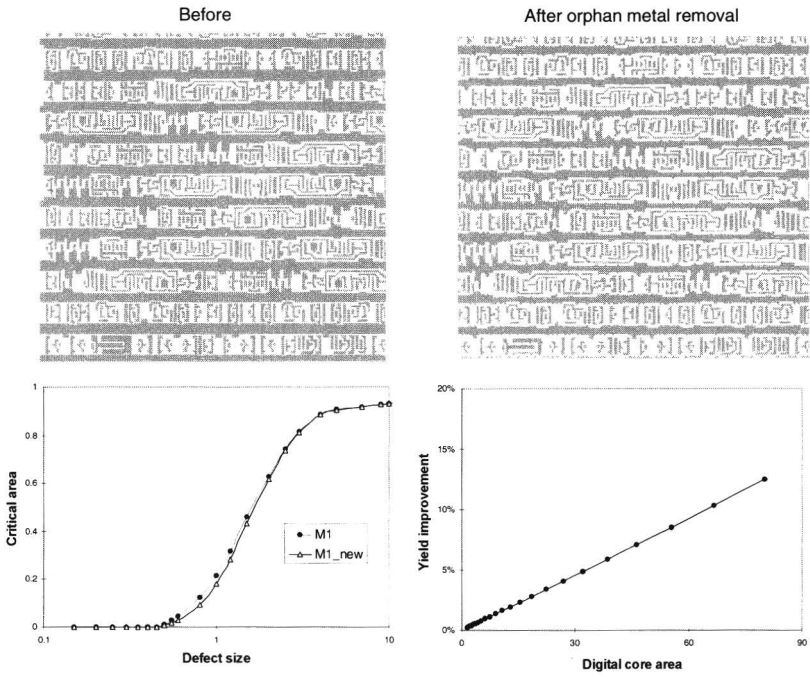 Before
After orphan metal removal
1
0.8
0.6
0.4
0.2
0
0.1
1
10
Critical area
Defect size
M1
M1_new
20%
15%
10%
5%
0%
0
30
60
90
Yield improvement
Digital core area